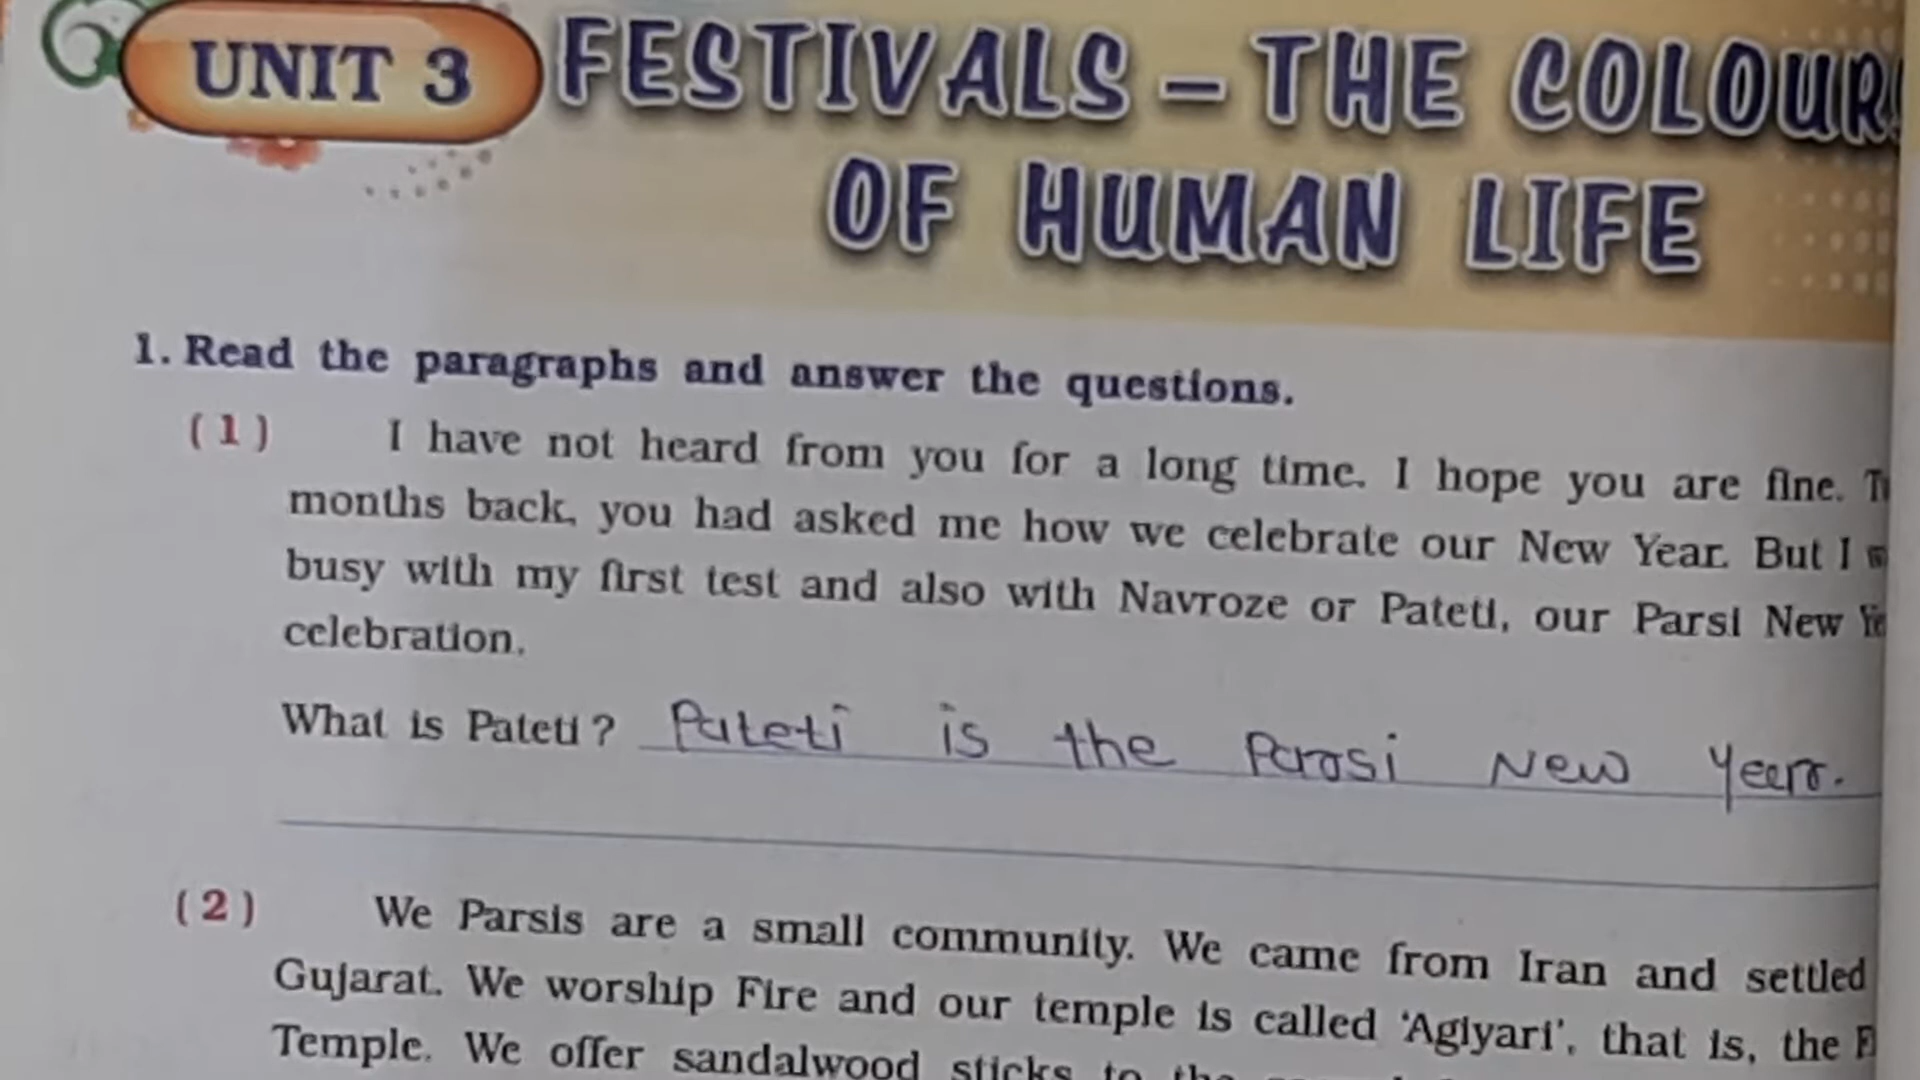 UNIT 3 FESTIVALS – THE COLOURS
OF HUMAN LIFE
1. Read the paragraphs and answer the questions.
(1) I have not heard from you for a long time. I hope you are fine.
months back, you had asked me how we celebrate our New Year. But I
busy with my first test and also with Navroze or Pateti, our Parsi New
celebration.
What is Pateti? Pateti is the Parsi New Year.
(2) We Parsis are a small community. We came from Iran and settled
Gujarat. We worship Fire and our temple is called 'Agiyari', that is, the
Temple. We offer sandalwood sticks to the